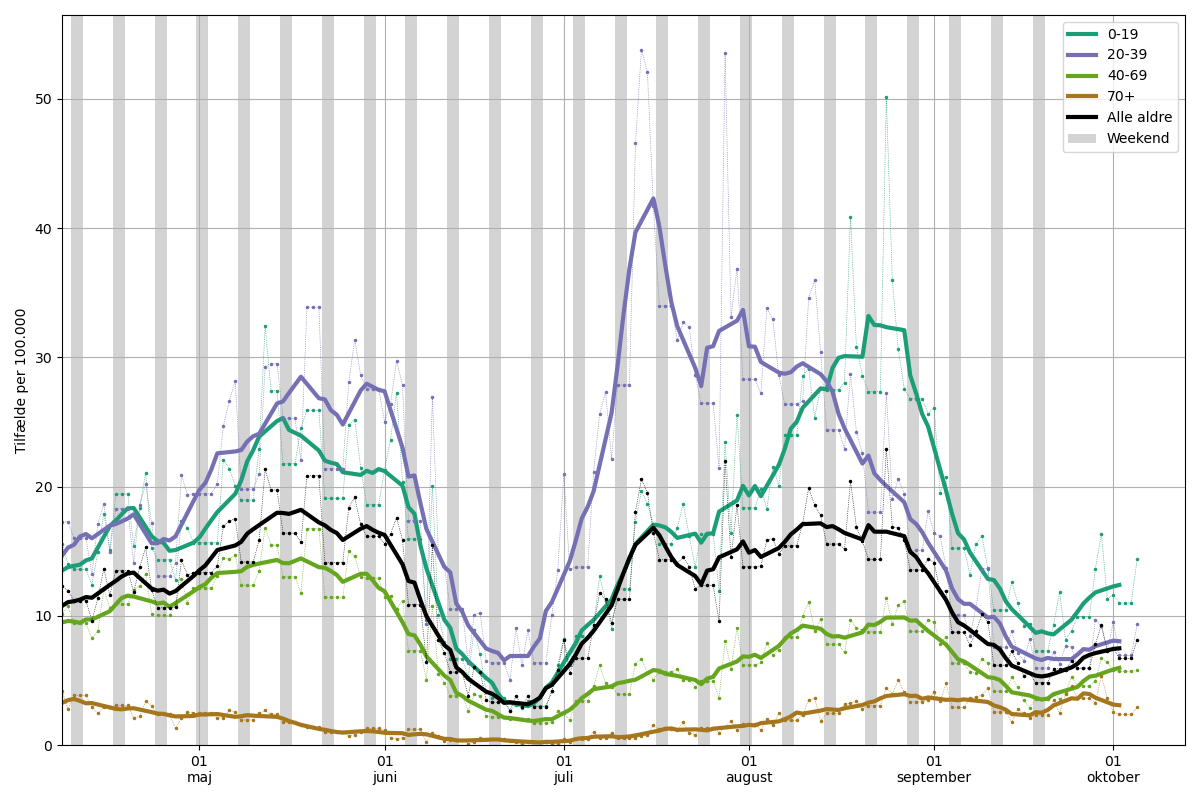 0-19
20-39
40-69
70+
Alle aldre
Weekend
Tilfælde per 100.000
50
40
30
20
10
0
01 maj
01 juni
01 juli
01 august
01 september
01 oktober